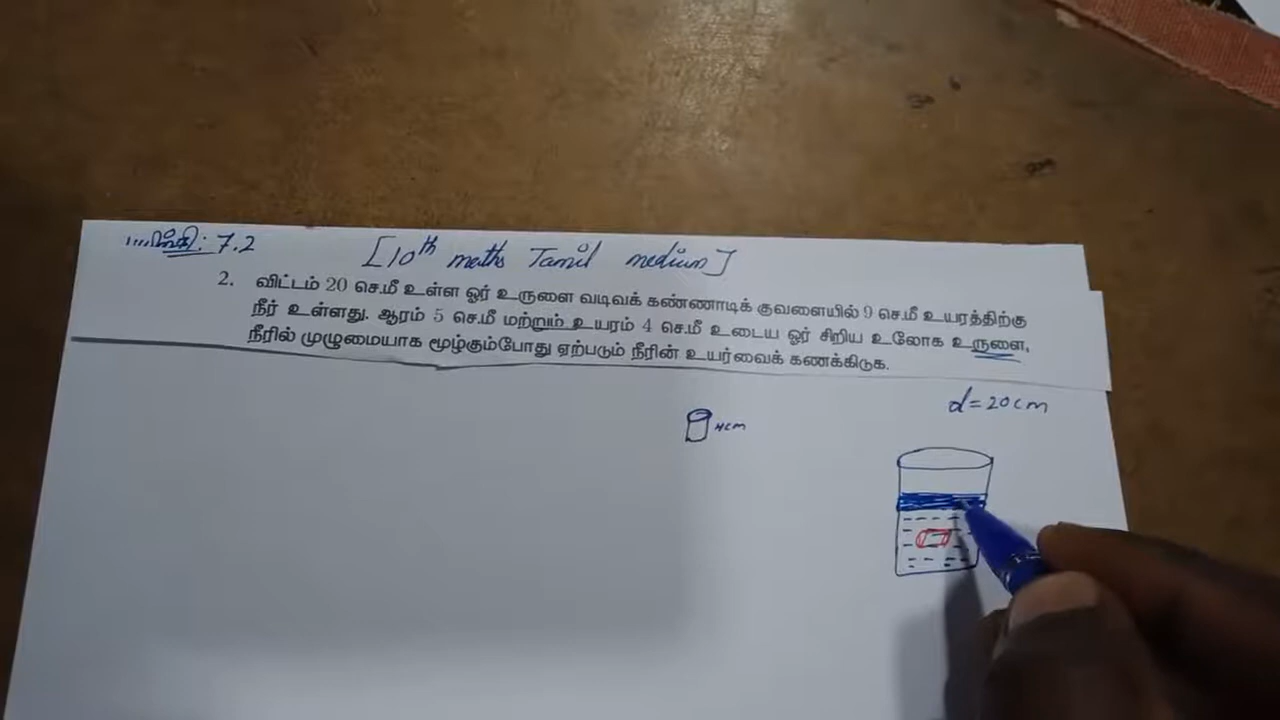 7.2 [10th maths Tamil medium]
2. விட்டம் 20 செ.மீ உள்ள ஓர் உருளை வடிவக் கண்ணாடிக் குவளையில் 9 செ.மீ உயரத்திற்கு
நீர் உள்ளது. ஆரம் 5 செ.மீ மற்றும் உயரம் 4 செ.மீ உடைய ஓர் சிறிய உலோக உருளை,
நீரில் முழுமையாக மூழ்கும்போது ஏற்படும் நீரின் உயர்வைக் கணக்கிடுக.
d=20cm
4cm